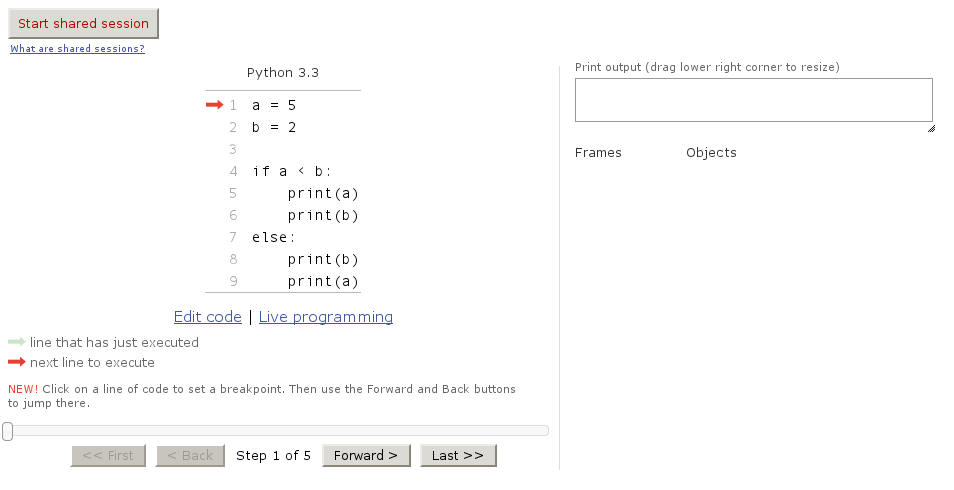 Start shared session
What are shared sessions?
Python 3.3
1 a = 5
2 b = 2
3
4 if a < b:
5     print(a)
6     print(b)
7 else:
8     print(b)
9     print(a)
Edit code | Live programming
line that has just executed
next line to execute
NEW! Click on a line of code to set a breakpoint. Then use the Forward and Back buttons
to jump there.
<< First < Back Step 1 of 5 Forward > Last >>
Print output (drag lower right corner to resize)
Frames Objects